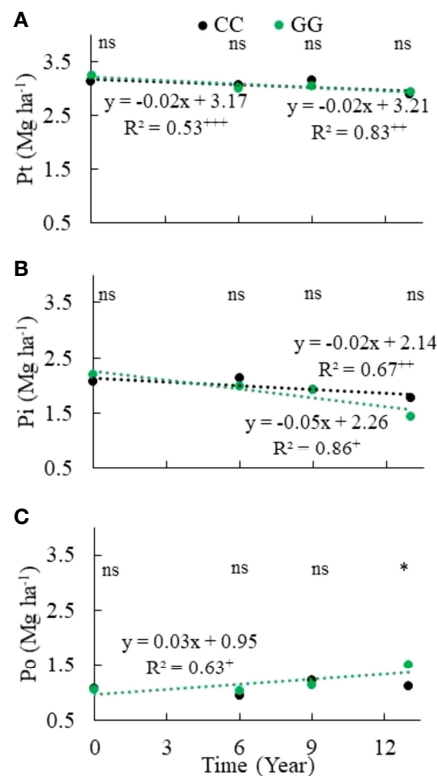 A
CC GG
ns ns ns ns
3.5
y = -0.02x + 3.17 y = -0.02x + 3.21
R² = 0.53⁺⁺⁺ R² = 0.83⁺⁺
2.5
1.5
0.5
Pt (Mg ha⁻¹)
B
ns ns ns ns
3.5
y = -0.02x + 2.14
R² = 0.67⁺⁺
2.5
1.5
y = -0.05x + 2.26
R² = 0.86⁺
0.5
Pi (Mg ha⁻¹)
C
3.5
ns ns ns *
2.5
y = 0.03x + 0.95
R² = 0.63⁺
1.5
0.5
Po (Mg ha⁻¹)
0 3 6 9 12
Time (Year)